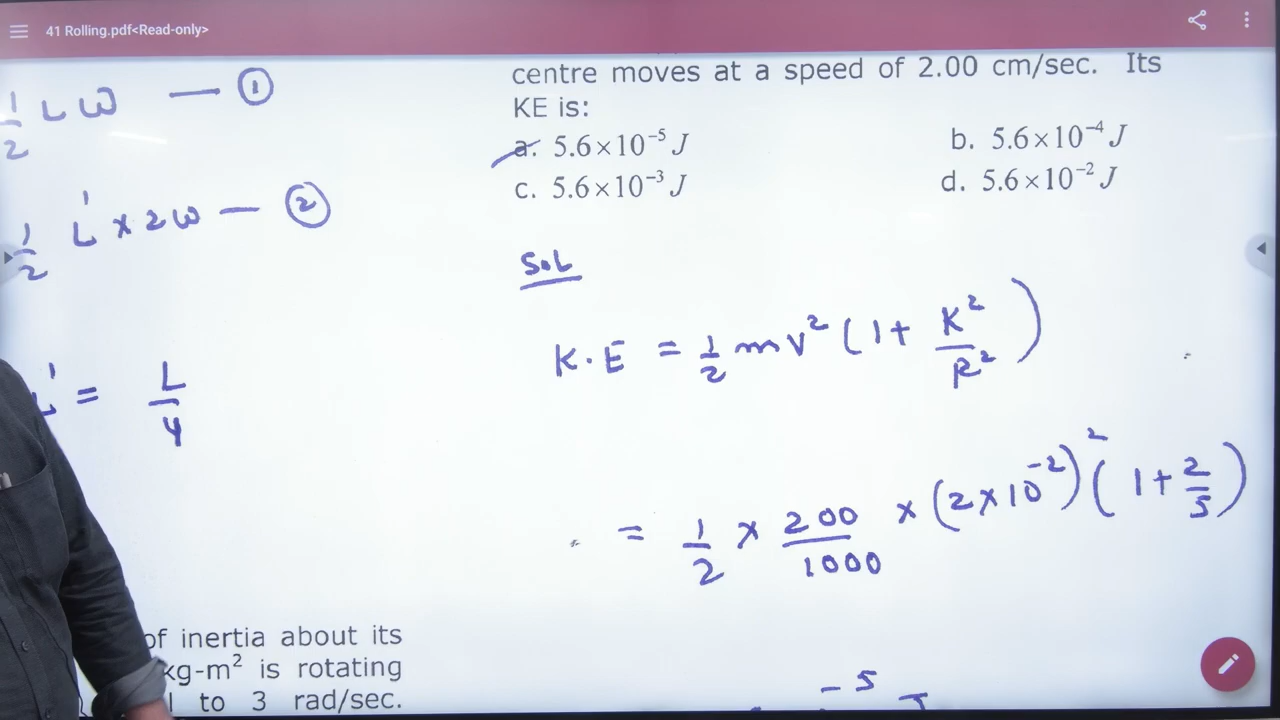 41 Rolling.pdf<Read-only>
1/2 L ω — ①
1/2 L' × 2ω — ②
L' = L/4
of inertia about its
kg-m² is rotating
to 3 rad/sec.
centre moves at a speed of 2.00 cm/sec. Its
KE is:
a. 5.6×10⁻⁵ J b. 5.6×10⁻⁴ J
c. 5.6×10⁻³ J d. 5.6×10⁻² J
Sol
K.E = 1/2 mv² (1 + K²/R²)
= 1/2 × 200/1000 × (2×10⁻²)² (1 + 2/5)